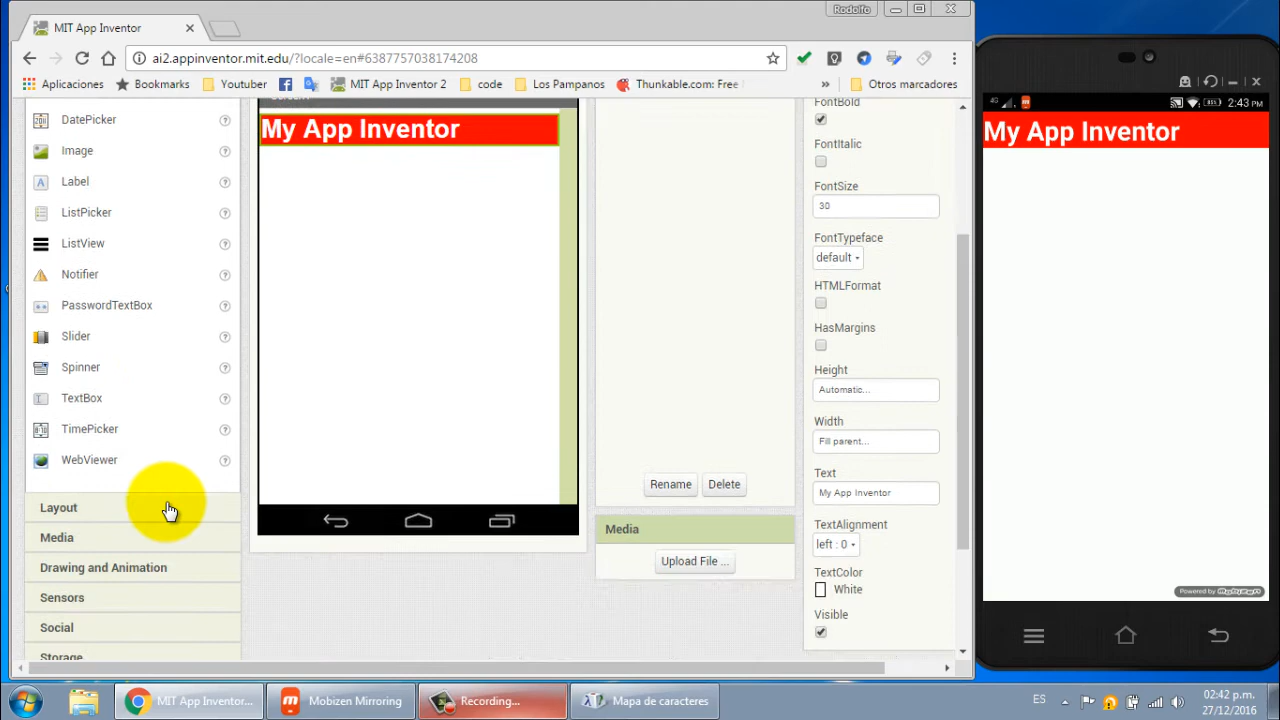 Rodolfo
MIT App Inventor
ai2.appinventor.mit.edu/?locale=en#6387757038174208
Aplicaciones
Bookmarks
Youtuber
MIT App Inventor 2
code
Los Pampanos
Thunkable.com: Free
»
Otros marcadores
DatePicker
Image
Label
ListPicker
ListView
Notifier
PasswordTextBox
Slider
Spinner
TextBox
TimePicker
WebViewer
Layout
Media
Drawing and Animation
Sensors
Social
Storage
My App Inventor
Rename
Delete
Media
Upload File ...
FontBold
FontItalic
FontSize
30
FontTypeface
default
HTMLFormat
HasMargins
Height
Automatic...
Width
Fill parent...
Text
My App Inventor
TextAlignment
left : 0
TextColor
White
Visible
4G
81%
2:43 PM
My App Inventor
Powered by
MIT App Inventor...
Mobizen Mirroring
Recording...
Mapa de caracteres
ES
02:42 p.m.
27/12/2016